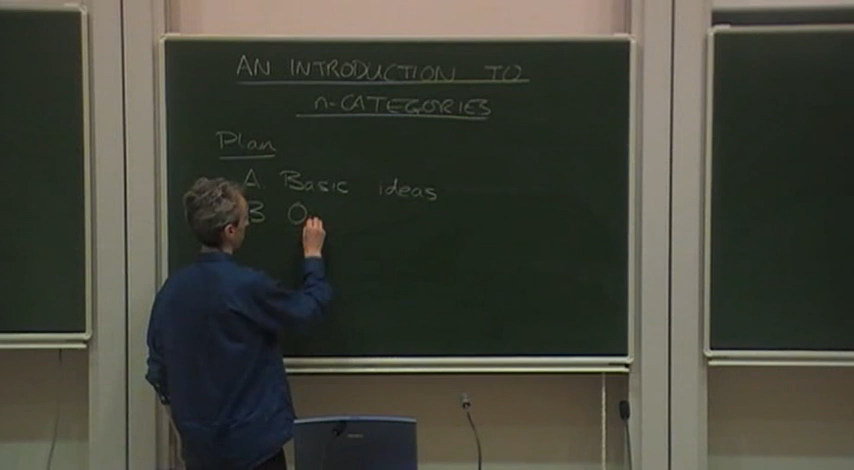 AN INTRODUCTION TO
n-CATEGORIES
Plan
A Basic ideas
B O